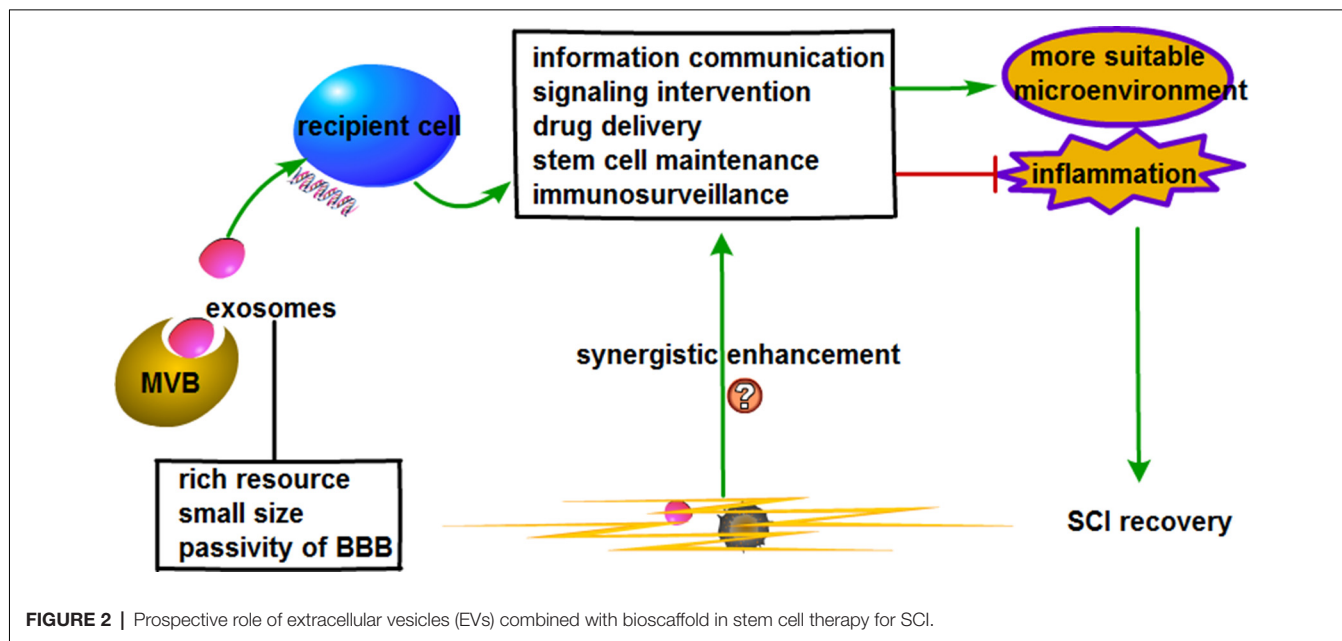 information communication
signaling intervention
drug delivery
stem cell maintenance
immunosurveillance
more suitable
microenvironment
recipient cell
inflammation
exosomes
MVB
synergistic enhancement
?
rich resource
small size
passivity of BBB
SCI recovery
FIGURE 2 | Prospective role of extracellular vesicles (EVs) combined with bioscaffold in stem cell therapy for SCI.